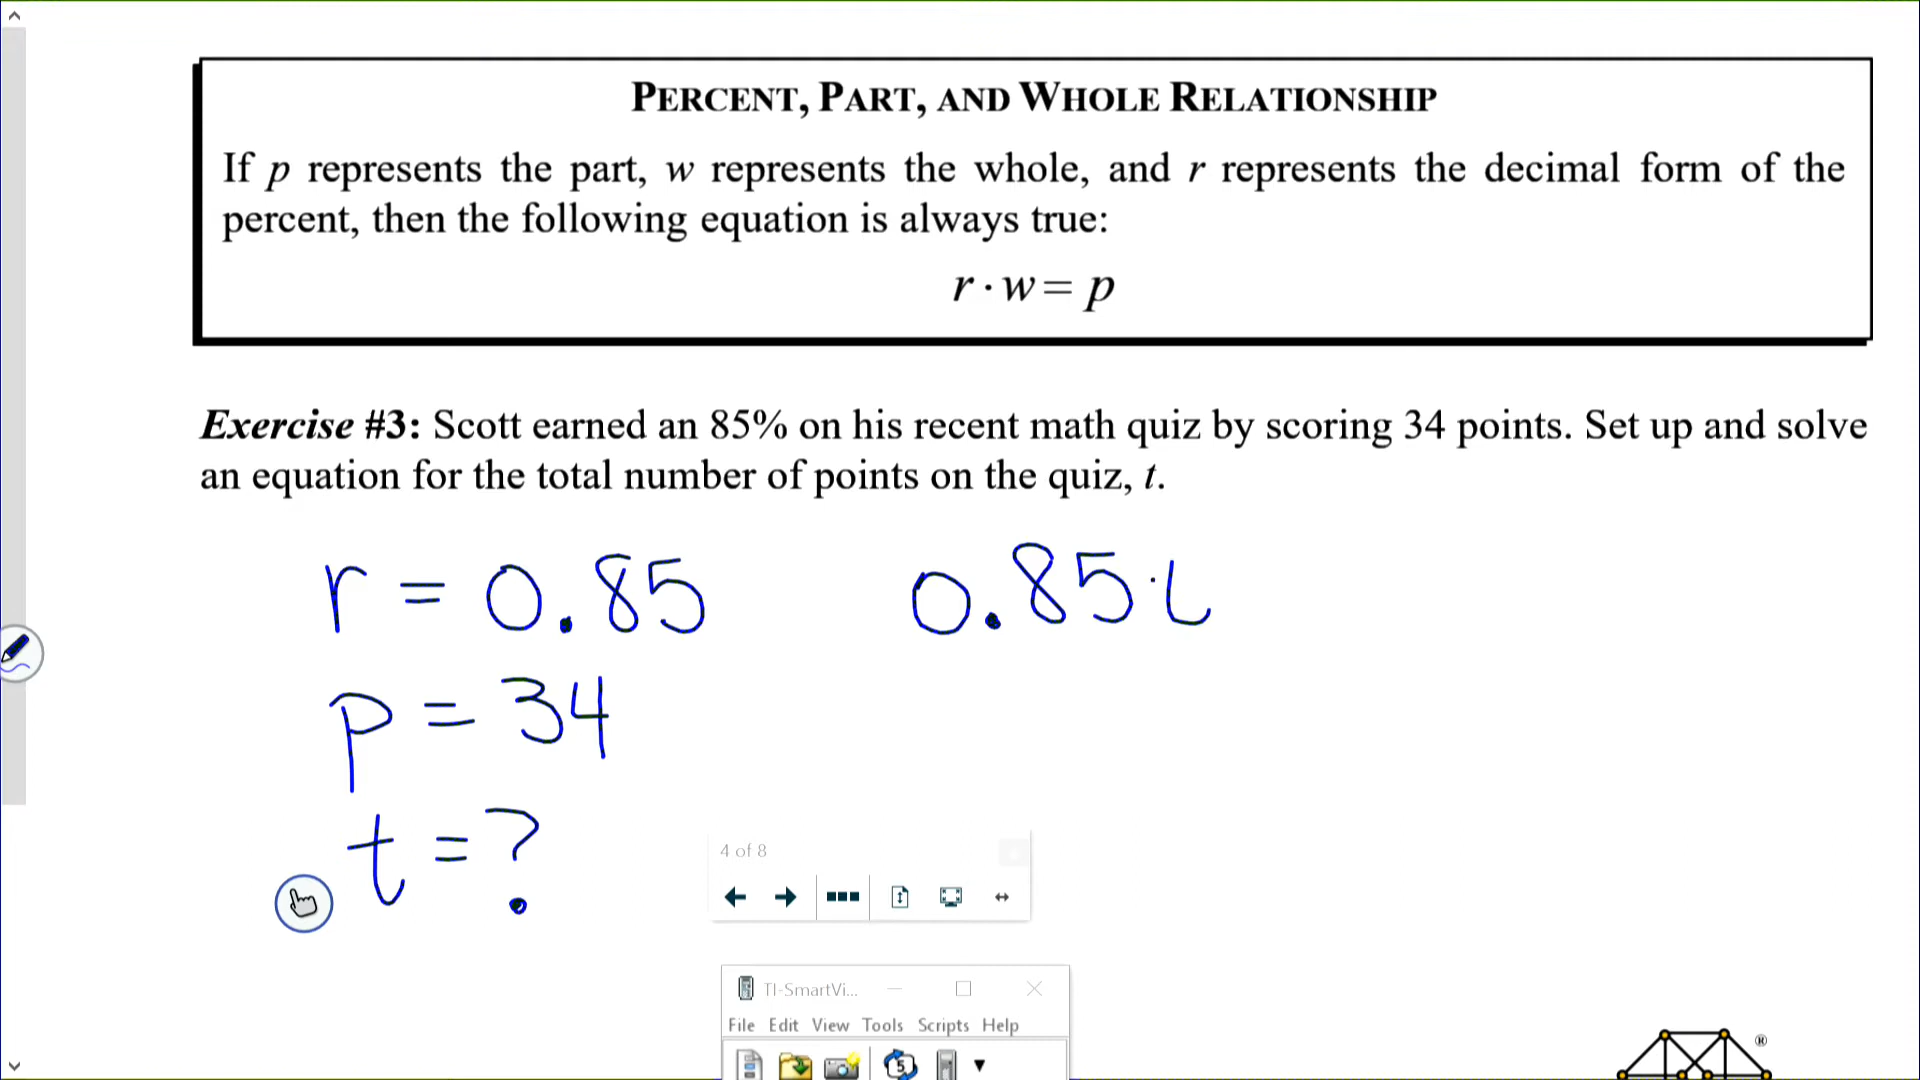 PERCENT, PART, AND WHOLE RELATIONSHIP
If p represents the part, w represents the whole, and r represents the decimal form of the
percent, then the following equation is always true:
r · w = p
Exercise #3: Scott earned an 85% on his recent math quiz by scoring 34 points. Set up and solve
an equation for the total number of points on the quiz, t.
r = 0.85
0.85 ·
p = 34
t = ?
4 of 8
TI-SmartVi...
File Edit View Tools Scripts Help
5
®